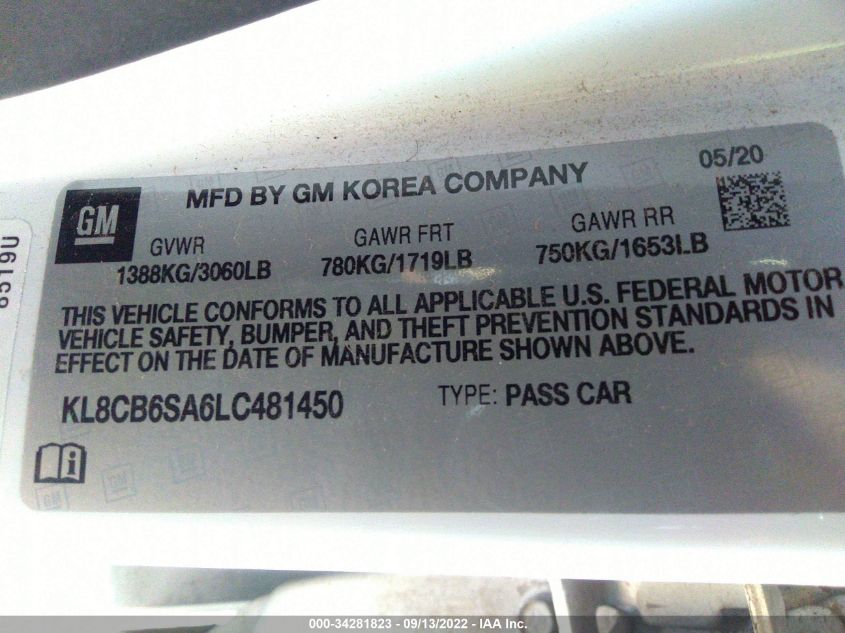 GM
MFD BY GM KOREA COMPANY
05/20
GVWR
GAWR FRT
GAWR RR
1388KG/3060LB
780KG/1719LB
750KG/1653LB
THIS VEHICLE CONFORMS TO ALL APPLICABLE U.S. FEDERAL MOTOR
VEHICLE SAFETY, BUMPER, AND THEFT PREVENTION STANDARDS IN
EFFECT ON THE DATE OF MANUFACTURE SHOWN ABOVE.
KL8CB6SA6LC481450
TYPE: PASS CAR
GM
000-34281823 - 09/13/2022 - IAA Inc.